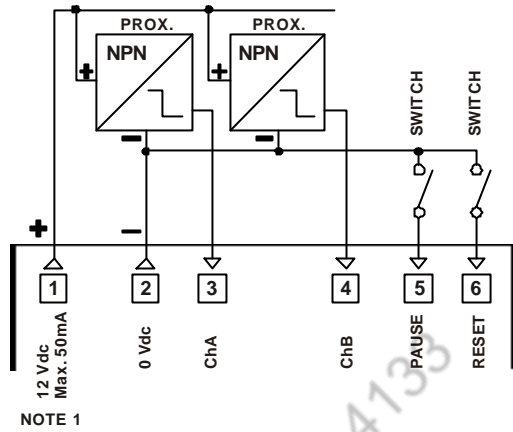 PROX.
PROX.
NPN
NPN
+
+
SWITCH
SWITCH
+
1
2
3
4
5
6
12 Vdc
Max. 50mA
0 Vdc
ChA
ChB
PAUSE
RESET
NOTE 1
4133